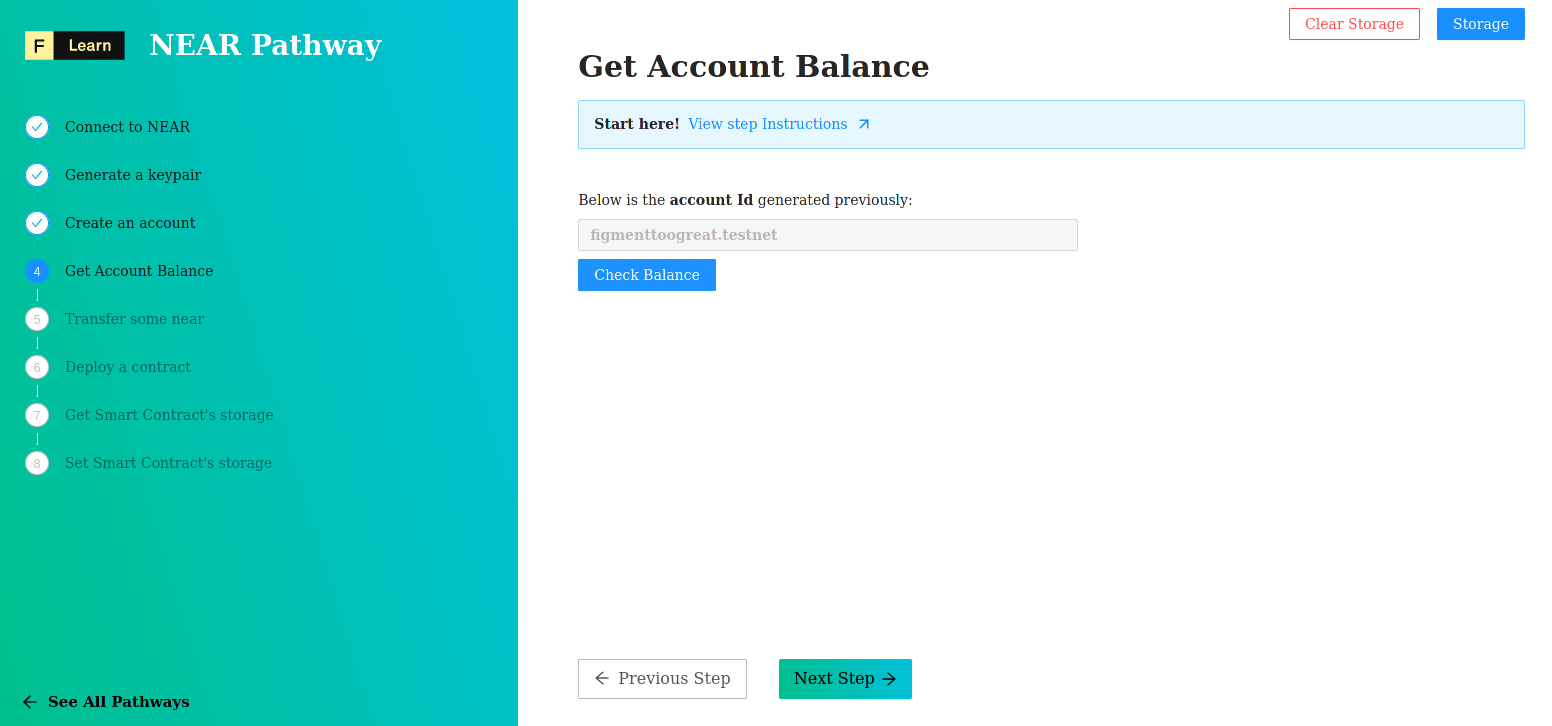 F Learn NEAR Pathway
Connect to NEAR
Generate a keypair
Create an account
4 Get Account Balance
5 Transfer some near
6 Deploy a contract
7 Get Smart Contract's storage
8 Set Smart Contract's storage
See All Pathways
Clear Storage Storage
Get Account Balance
Start here! View step Instructions
Below is the account Id generated previously:
figmenttoogreat.testnet
Check Balance
Previous Step Next Step